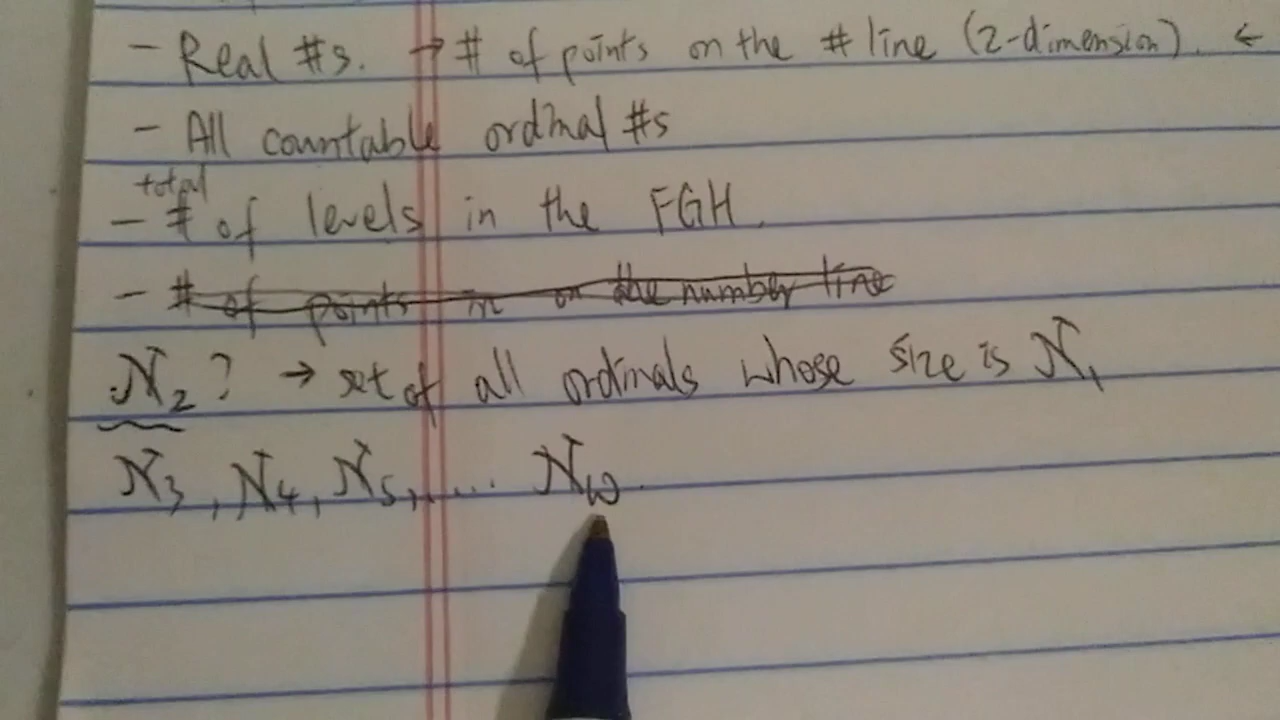 - Real #s. → # of points on the # line (2-dimension). ←
- All countable ordinal #s
total
- # of levels in the FGH.
- # of points in on the number line
ℵ2? → set of all ordinals whose size is ℵ1
ℵ3, ℵ4, ℵ5, .... ℵω.